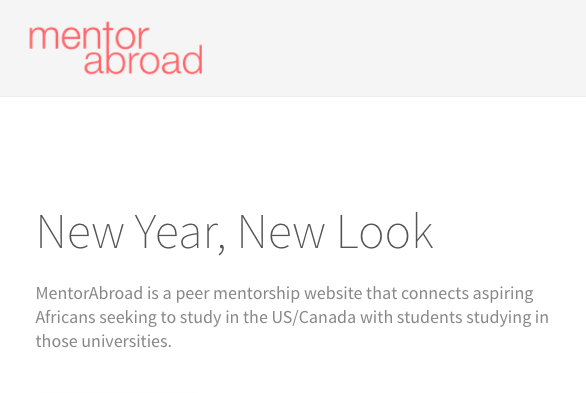 mentor
abroad
New Year, New Look
MentorAbroad is a peer mentorship website that connects aspiring
Africans seeking to study in the US/Canada with students studying in
those universities.